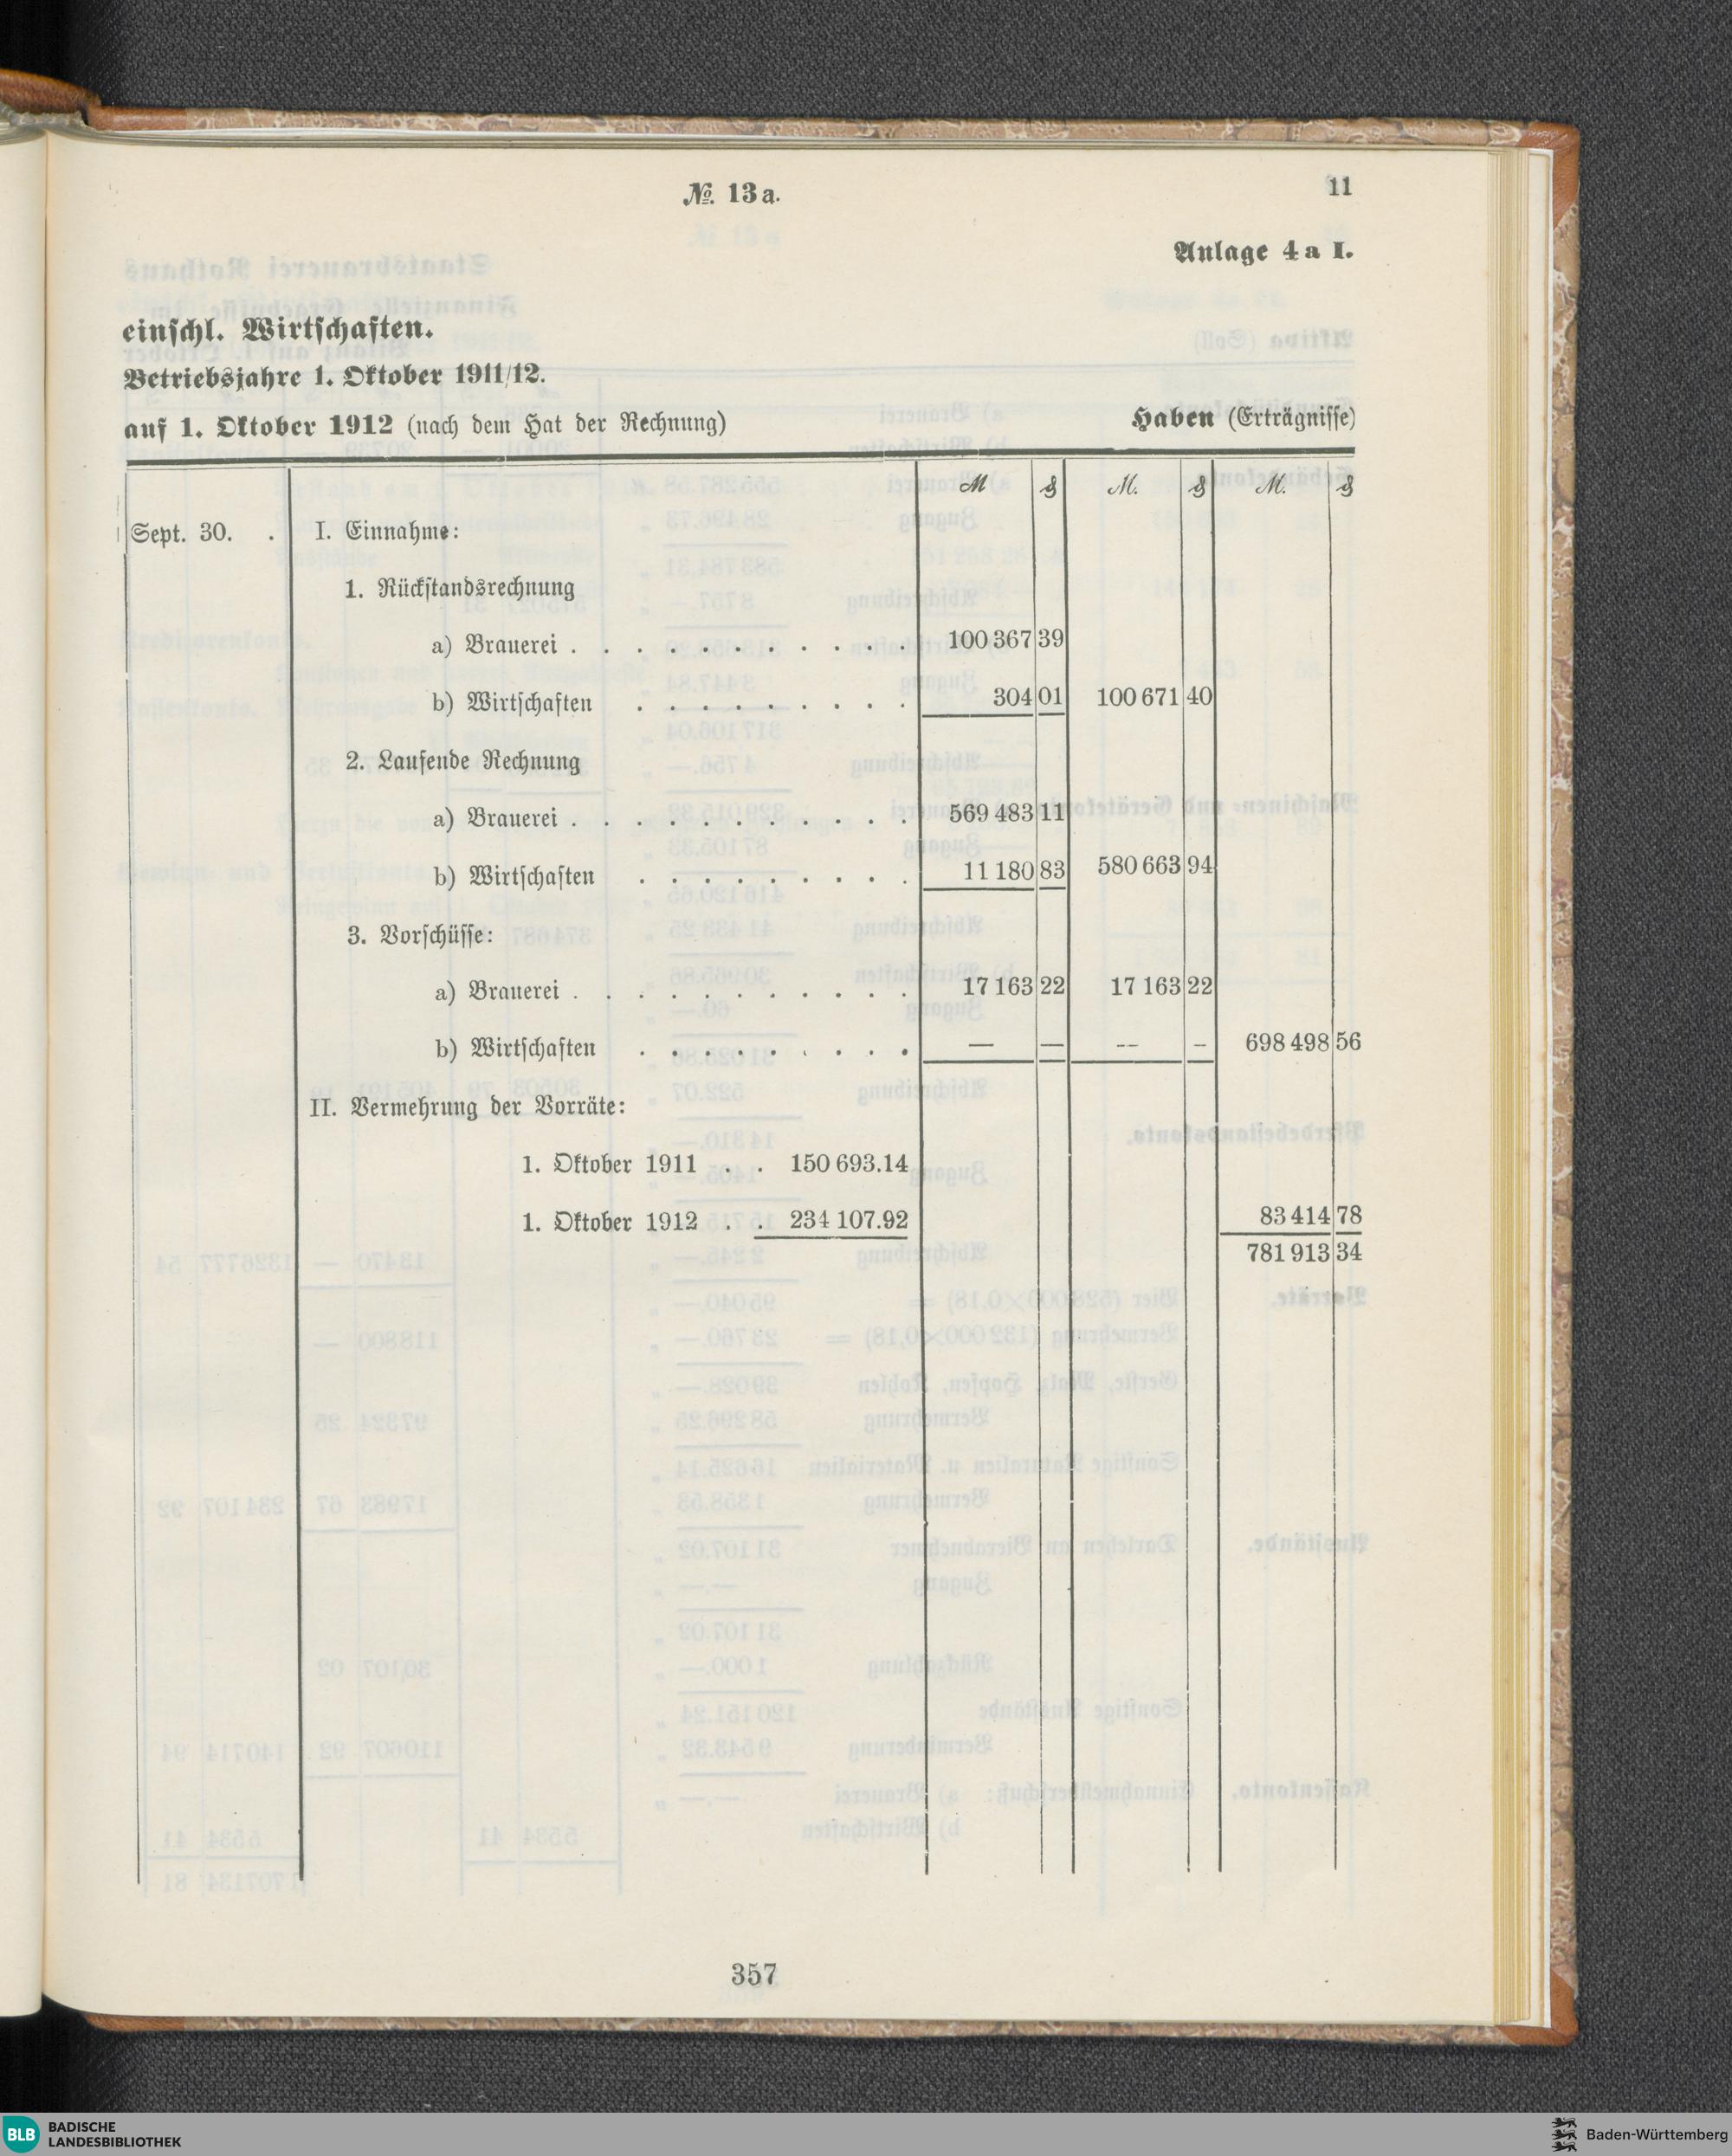 №. 13a.
11
Anlage 4a I.
einschl. Wirtschaften.
Betriebsjahre 1. Oktober 1911/12.
auf 1. Oktober 1912 (nach dem Hat der Rechnung) Haben (Erträgnisse)
M ₰ M. ₰ M. ₰
Sept. 30. . I. Einnahme:
1. Rückstandsrechnung
a) Brauerei . . . . . . . . . . . 100 367 39
b) Wirtschaften . . . . . . . . . 304 01 100 671 40
2. Laufende Rechnung
a) Brauerei . . . . . . . . . . . 569 483 11
b) Wirtschaften . . . . . . . . . 11 180 83 580 663 94
3. Vorschüsse:
a) Brauerei . . . . . . . . . . . 17 163 22 17 163 22
b) Wirtschaften . . . . . . . . . — — — — 698 498 56
II. Vermehrung der Vorräte:
1. Oktober 1911 . . 150 693.14
1. Oktober 1912 . . 234 107.92 83 414 78
781 913 34
357
BLB BADISCHE
LANDESBIBLIOTHEK
Baden-Württemberg